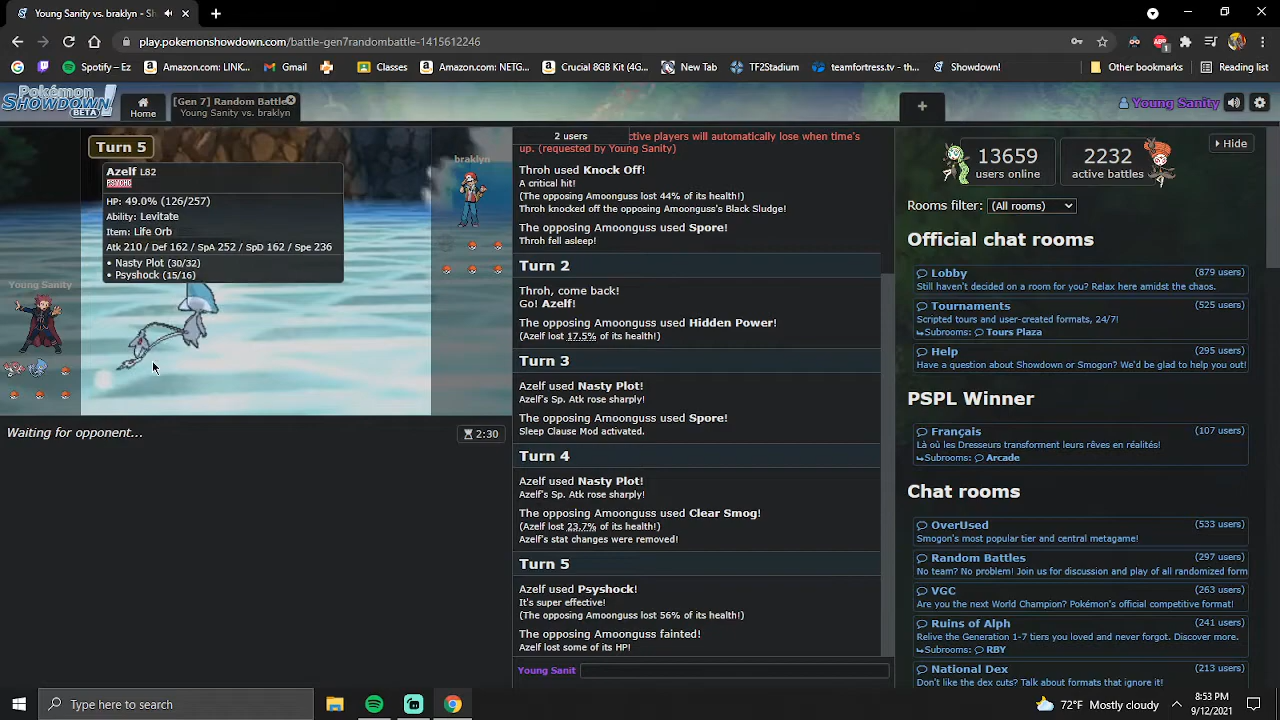 Young Sanity vs. braklyn - Sh
play.pokemonshowdown.com/battle-gen7randombattle-1415612246
Spotify - Ez
Amazon.com: LINK...
Gmail
Classes
Amazon.com: NETG...
Crucial 8GB Kit (4G...
New Tab
TF2Stadium
teamfortress.tv - th...
Showdown!
Other bookmarks
Reading list
Pokémon
Showdown!
BETA
Home
[Gen 7] Random Battle
Young Sanity vs. braklyn
Young Sanity
Turn 5
Azelf L82
PSYCHC
HP: 49.0% (126/257)
Ability: Levitate
Item: Life Orb
Atk 210 / Def 162 / SpA 252 / SpD 162 / Spe 236
• Nasty Plot (30/32)
• Psyshock (15/16)
braklyn
Young Sanity
Waiting for opponent...
2:30
2 users
ctive players will automatically lose when time's
up. (requested by Young Sanity)
Throh used Knock Off!
A critical hit!
(The opposing Amoonguss lost 44% of its health!)
Throh knocked off the opposing Amoonguss's Black Sludge!
The opposing Amoonguss used Spore!
Throh fell asleep!
Turn 2
Throh, come back!
Go! Azelf!
The opposing Amoonguss used Hidden Power!
(Azelf lost 17.5% of its health!)
Turn 3
Azelf used Nasty Plot!
Azelf's Sp. Atk rose sharply!
The opposing Amoonguss used Spore!
Sleep Clause Mod activated.
Turn 4
Azelf used Nasty Plot!
Azelf's Sp. Atk rose sharply!
The opposing Amoonguss used Clear Smog!
(Azelf lost 23.7% of its health!)
Azelf's stat changes were removed!
Turn 5
Azelf used Psyshock!
It's super effective!
(The opposing Amoonguss lost 56% of its health!)
The opposing Amoonguss fainted!
Azelf lost some of its HP!
Young Sanit
13659
users online
2232
active battles
Hide
Rooms filter: (All rooms)
Official chat rooms
Lobby (879 users)
Still haven't decided on a room for you? Relax here amidst the chaos.
Tournaments (525 users)
Scripted tours and user-created formats, 24/7!
Subrooms: Tours Plaza
Help (295 users)
Have a question about Showdown or Smogon? We'd be glad to help you out!
PSPL Winner
Français (107 users)
Là où les Dresseurs transforment leurs rêves en réalités!
Subrooms: Arcade
Chat rooms
OverUsed (533 users)
Smogon's most popular tier and central metagame!
Random Battles (297 users)
No team? No problem! Join us for discussion and play of all randomized form
VGC (263 users)
Are you the next World Champion? Pokémon's official competitive format!
Ruins of Alph (241 users)
Relive the Generation 1-7 tiers you loved and never forgot. Discover more.
Subrooms: RBY
National Dex (213 users)
Don't like the dex cuts? Talk about formats that ignore it!
Type here to search
72°F Mostly cloudy
8:53 PM
9/12/2021